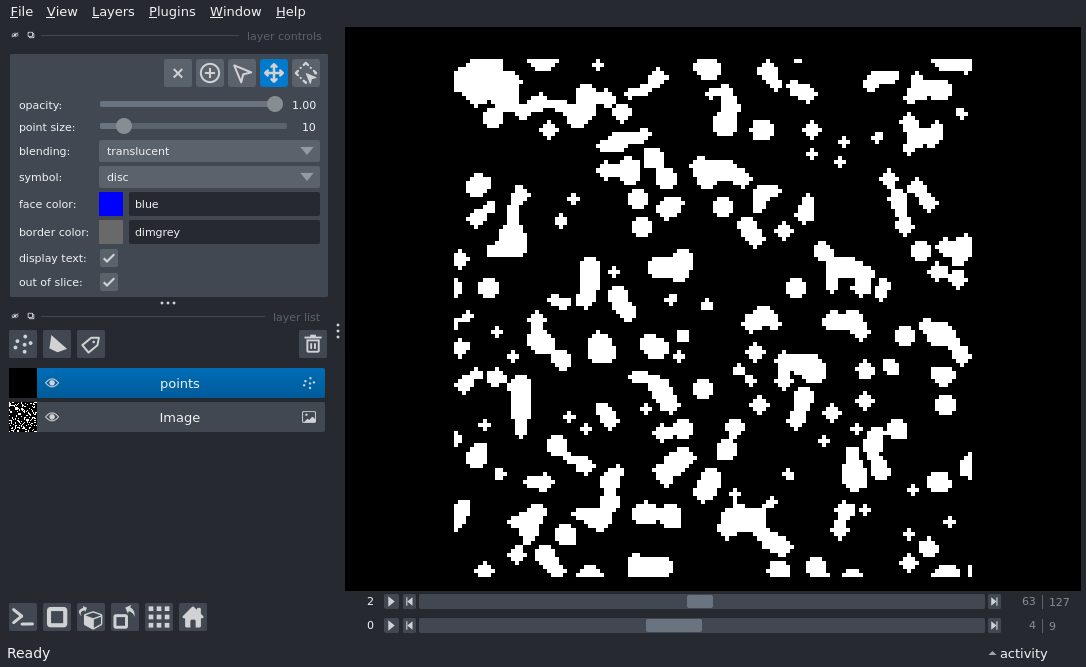 File View Layers Plugins Window Help
layer controls
opacity: 1.00
point size: 10
blending: translucent
symbol: disc
face color: blue
border color: dimgrey
display text:
out of slice:
layer list
points
Image
2 63 127
0 4 9
Ready activity